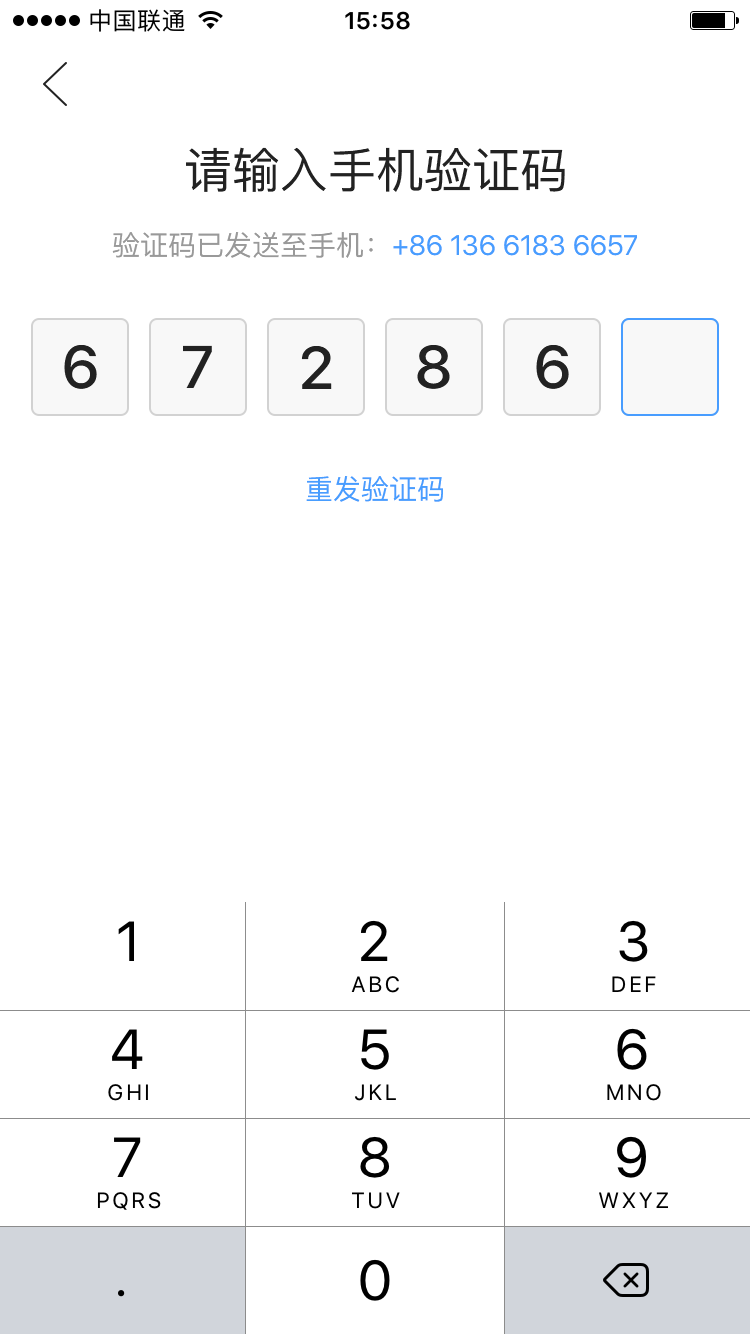 中国联通 15:58
请输入手机验证码
验证码已发送至手机：+86 136 6183 6657
6 7 2 8 6
重发验证码
1 2 3
ABC DEF
4 5 6
GHI JKL MNO
7 8 9
PQRS TUV WXYZ
. 0